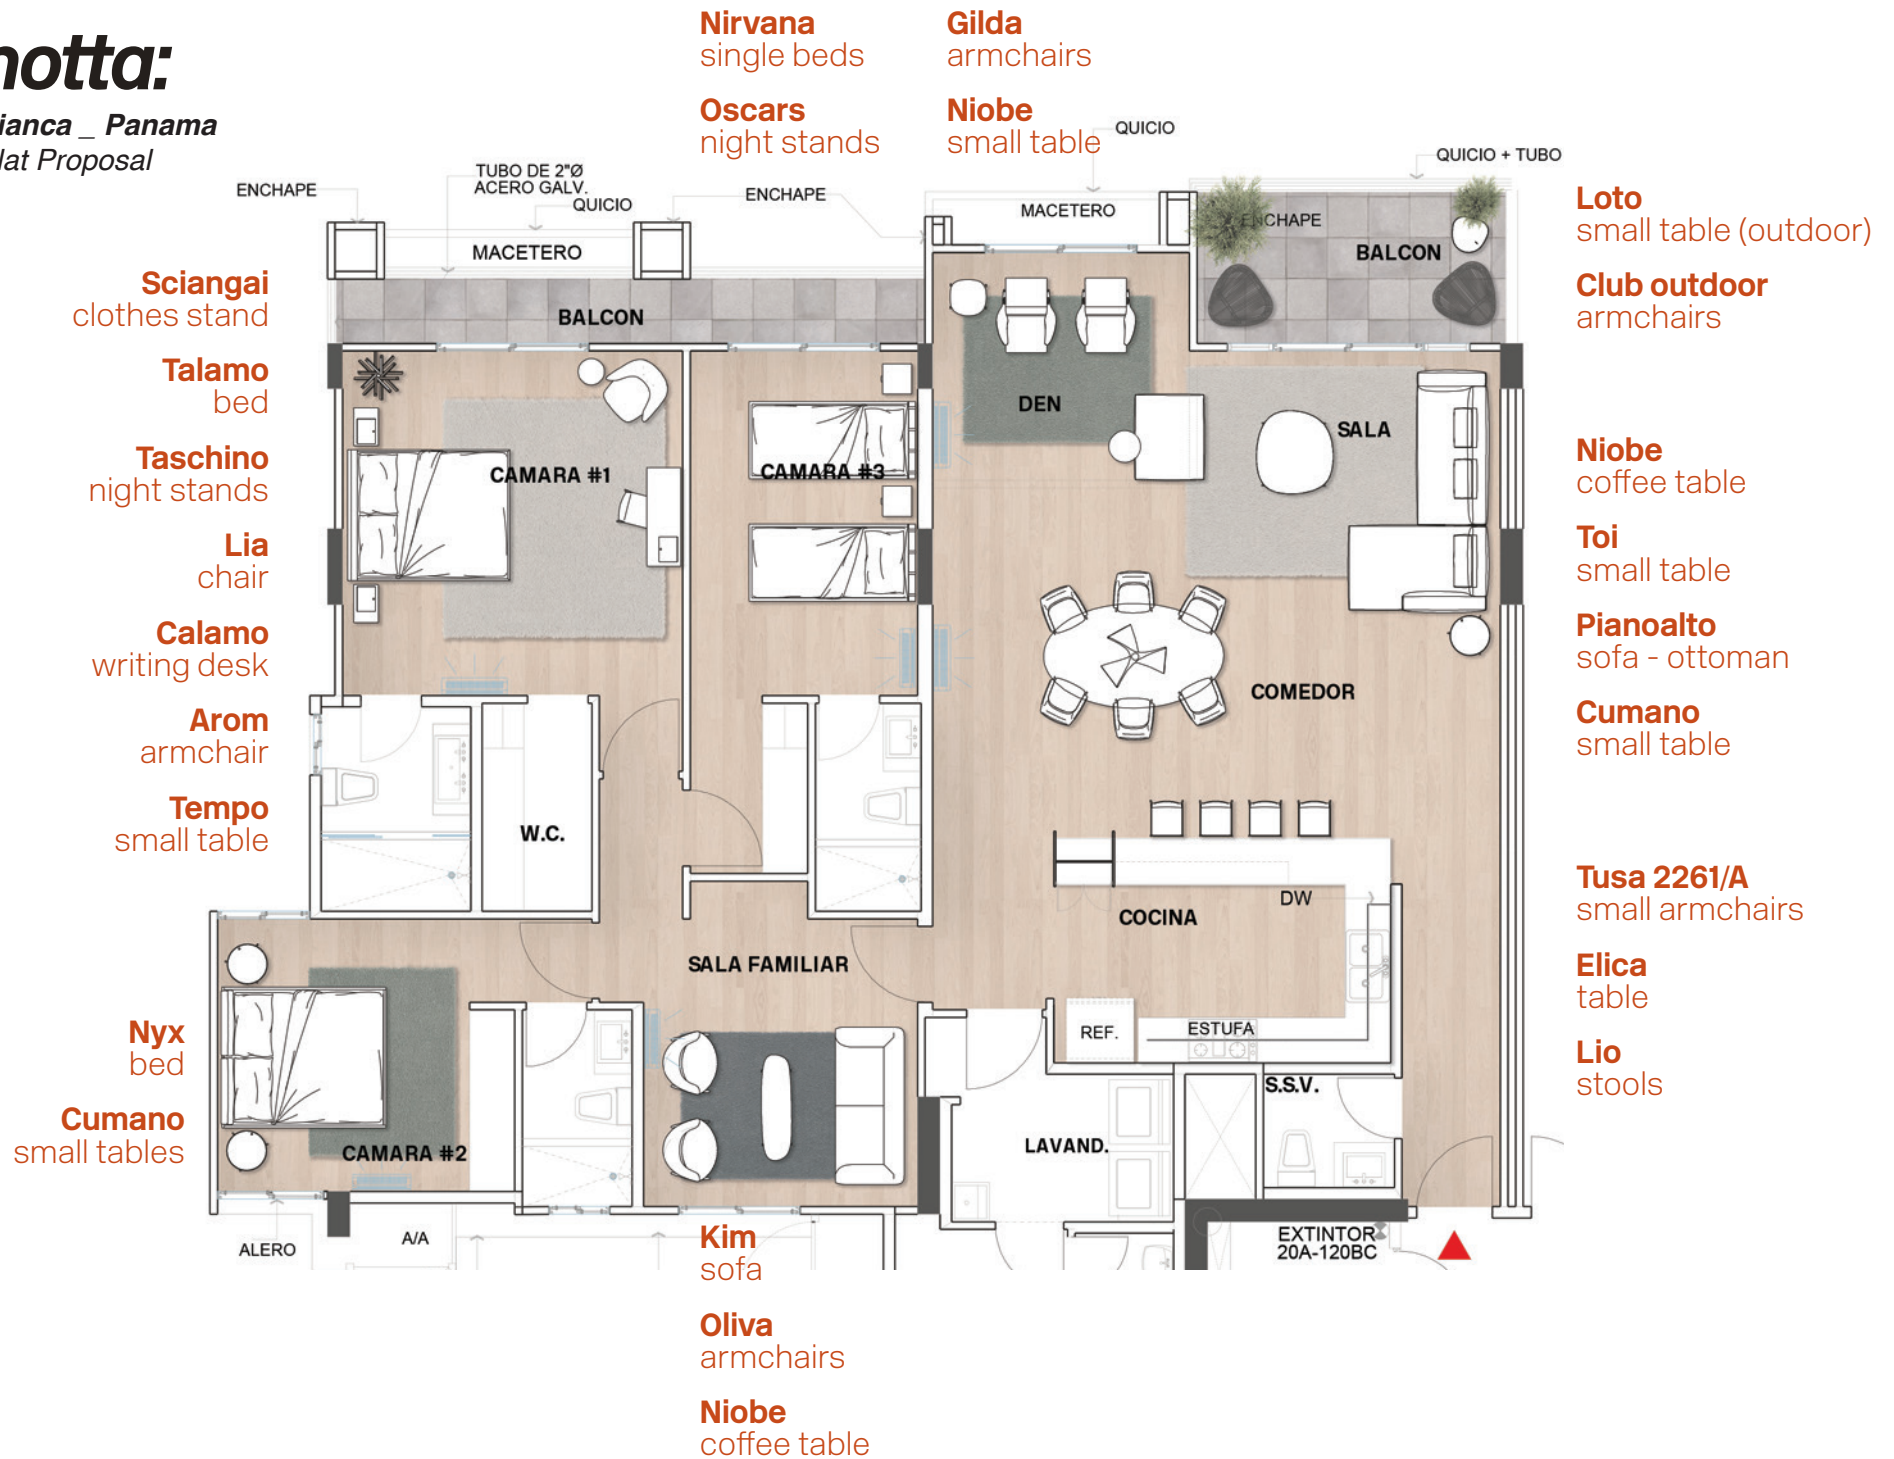 notta:
ianca _ Panama
lat Proposal
Nirvana
single beds
Oscars
night stands
Gilda
armchairs
Niobe
small table
QUICIO
QUICIO + TUBO
TUBO DE 2"Ø
ACERO GALV.
ENCHAPE
QUICIO
ENCHAPE
MACETERO
MACETERO
ENCHAPE
BALCON
BALCON
Loto
small table (outdoor)
Club outdoor
armchairs
Sciangai
clothes stand
Talamo
bed
Taschino
night stands
Lia
chair
Calamo
writing desk
Arom
armchair
Tempo
small table
DEN
SALA
CAMARA #1
CAMARA #3
Niobe
coffee table
Toi
small table
Pianoalto
sofa - ottoman
Cumano
small table
COMEDOR
W.C.
DW
COCINA
Tusa 2261/A
small armchairs
Elica
table
Lio
stools
SALA FAMILIAR
REF.
ESTUFA
S.S.V.
Nyx
bed
Cumano
small tables
CAMARA #2
LAVAND.
ALERO
A/A
EXTINTOR
20A-120BC
Kim
sofa
Oliva
armchairs
Niobe
coffee table